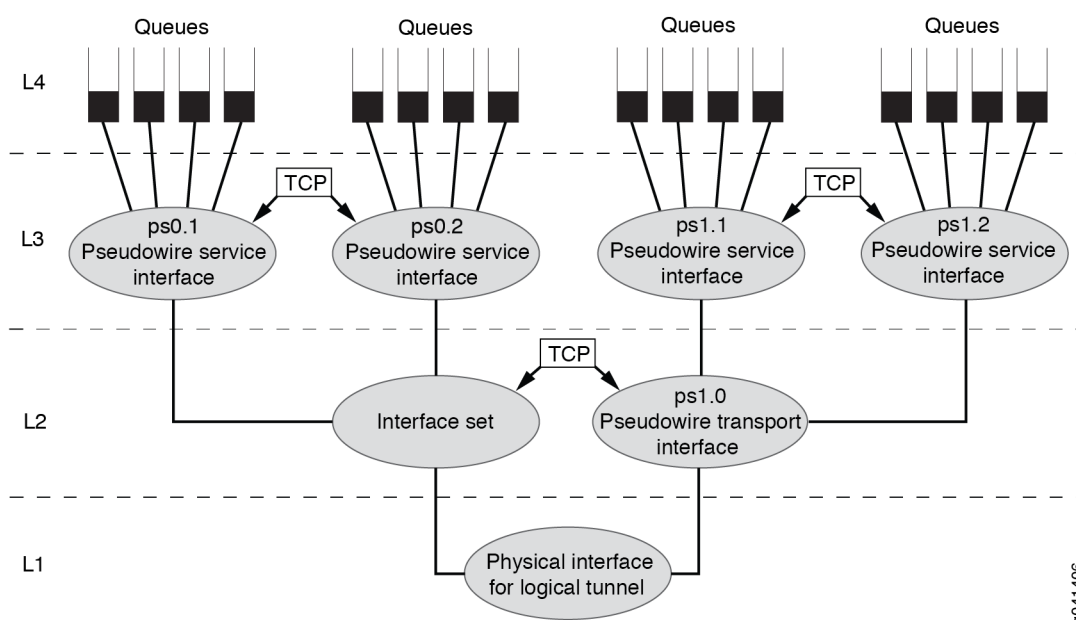 Queues
Queues
Queues
Queues
L4
TCP
TCP
L3
ps0.1
Pseudowire service
interface
ps0.2
Pseudowire service
interface
ps1.1
Pseudowire service
interface
ps1.2
Pseudowire service
interface
TCP
L2
Interface set
ps1.0
Pseudowire transport
interface
L1
Physical interface
for logical tunnel